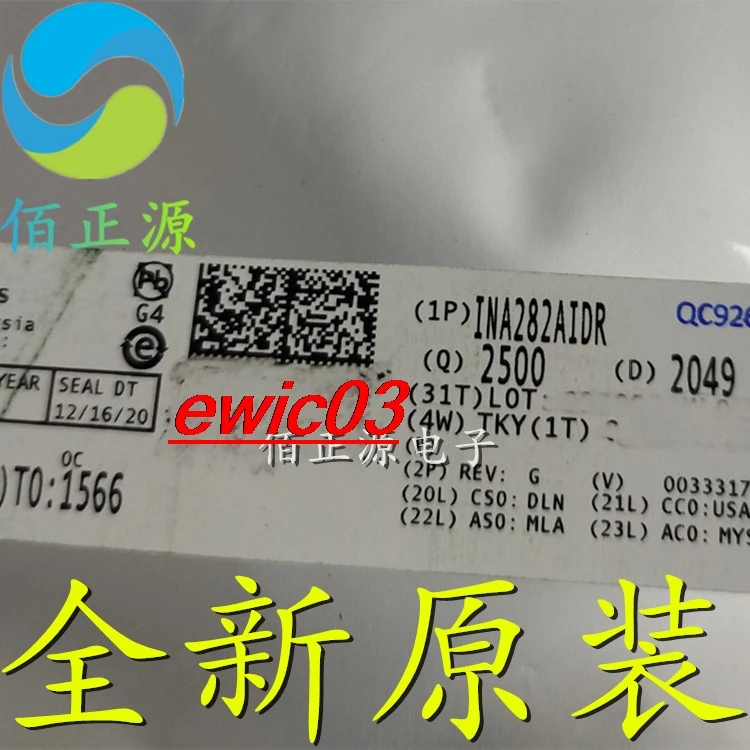 佰正源
Pb
G4
e
S
sia
:
(1P)INA282AIDR
QC926
(Q) 2500
(D) 2049
YEAR
SEAL DT
12/16/20
(31T)LOT:
ewic03
(4W) TKY(1T)
佰正源电子
(2P) REV: G
(V) 0033317
OC
)TO:1566
(20L) CSO: DLN
(21L) CCO:USA
(22L) ASO: MLA
(23L) ACO: MYS
全新原装